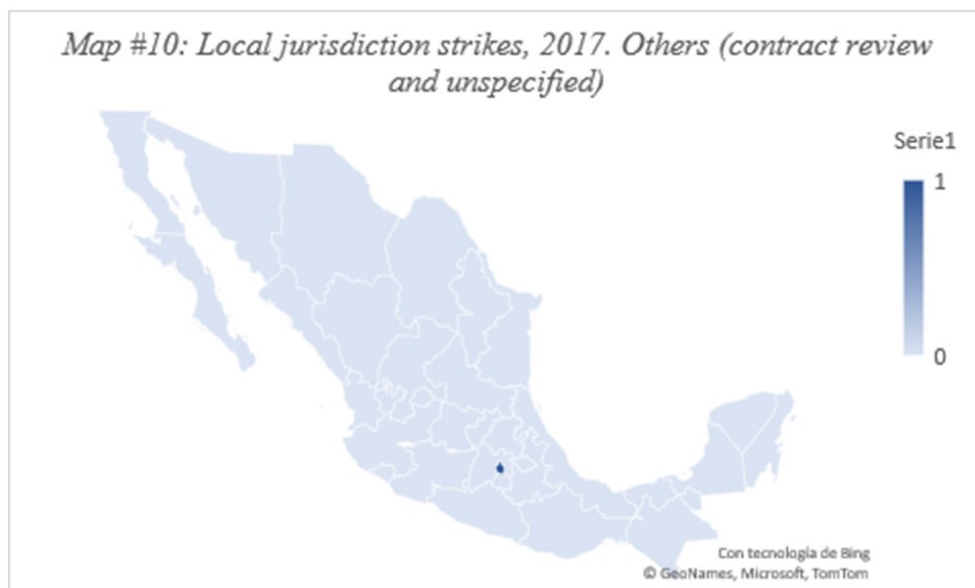 Map #10: Local jurisdiction strikes, 2017. Others (contract review
and unspecified)
Serie1
1
0
Con tecnología de Bing
© GeoNames, Microsoft, TomTom